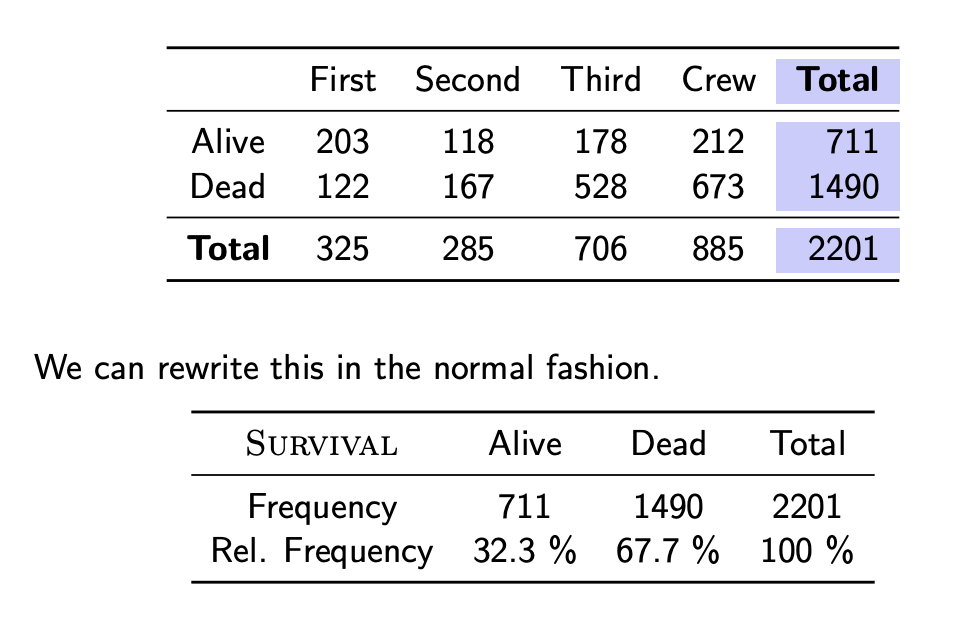 First Second Third Crew Total
Alive 203 118 178 212 711
Dead 122 167 528 673 1490
Total 325 285 706 885 2201
We can rewrite this in the normal fashion.
SURVIVAL Alive Dead Total
Frequency 711 1490 2201
Rel. Frequency 32.3 % 67.7 % 100 %